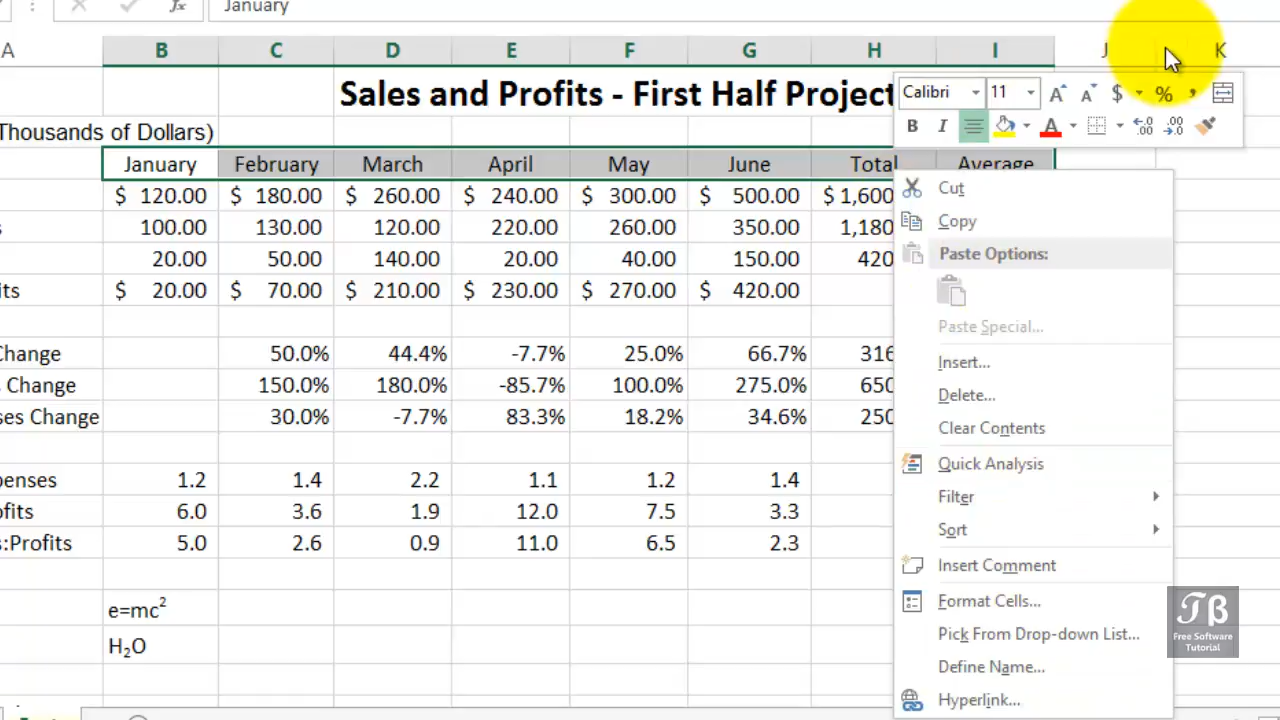 January
A B C D E F G H I J K
Sales and Profits - First Half Project
Calibri 11 $ % ,
B I A .00 .00
Thousands of Dollars)
January February March April May June Total Average
$ 120.00 $ 180.00 $ 260.00 $ 240.00 $ 300.00 $ 500.00 $ 1,600
s 100.00 130.00 120.00 220.00 260.00 350.00 1,180
20.00 50.00 140.00 20.00 40.00 150.00 420
its $ 20.00 $ 70.00 $ 210.00 $ 230.00 $ 270.00 $ 420.00
Change 50.0% 44.4% -7.7% 25.0% 66.7% 316
s Change 150.0% 180.0% -85.7% 100.0% 275.0% 650
ses Change 30.0% -7.7% 83.3% 18.2% 34.6% 250
penses 1.2 1.4 2.2 1.1 1.2 1.4
ofits 6.0 3.6 1.9 12.0 7.5 3.3
s:Profits 5.0 2.6 0.9 11.0 6.5 2.3
e=mc²
H₂O
Cut
Copy
Paste Options:
Paste Special...
Insert...
Delete...
Clear Contents
Quick Analysis
Filter
Sort
Insert Comment
Format Cells...
Pick From Drop-down List...
Define Name...
Hyperlink...
TB
Free Software
Tutorial